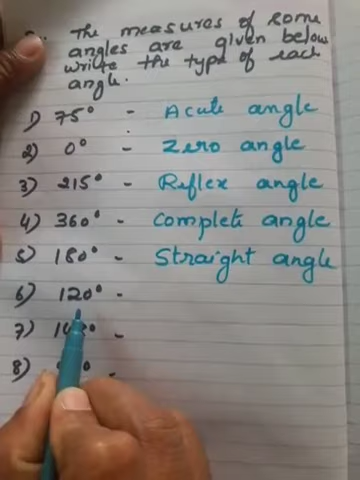 The measures of some
angles are given below
write the type of each
angle.
1) 75° - Acute angle
2) 0° - Zero angle
3) 215° - Reflex angle
4) 360° - Complete angle
5) 180° - Straight angle
6) 120° -
7) -
8) -